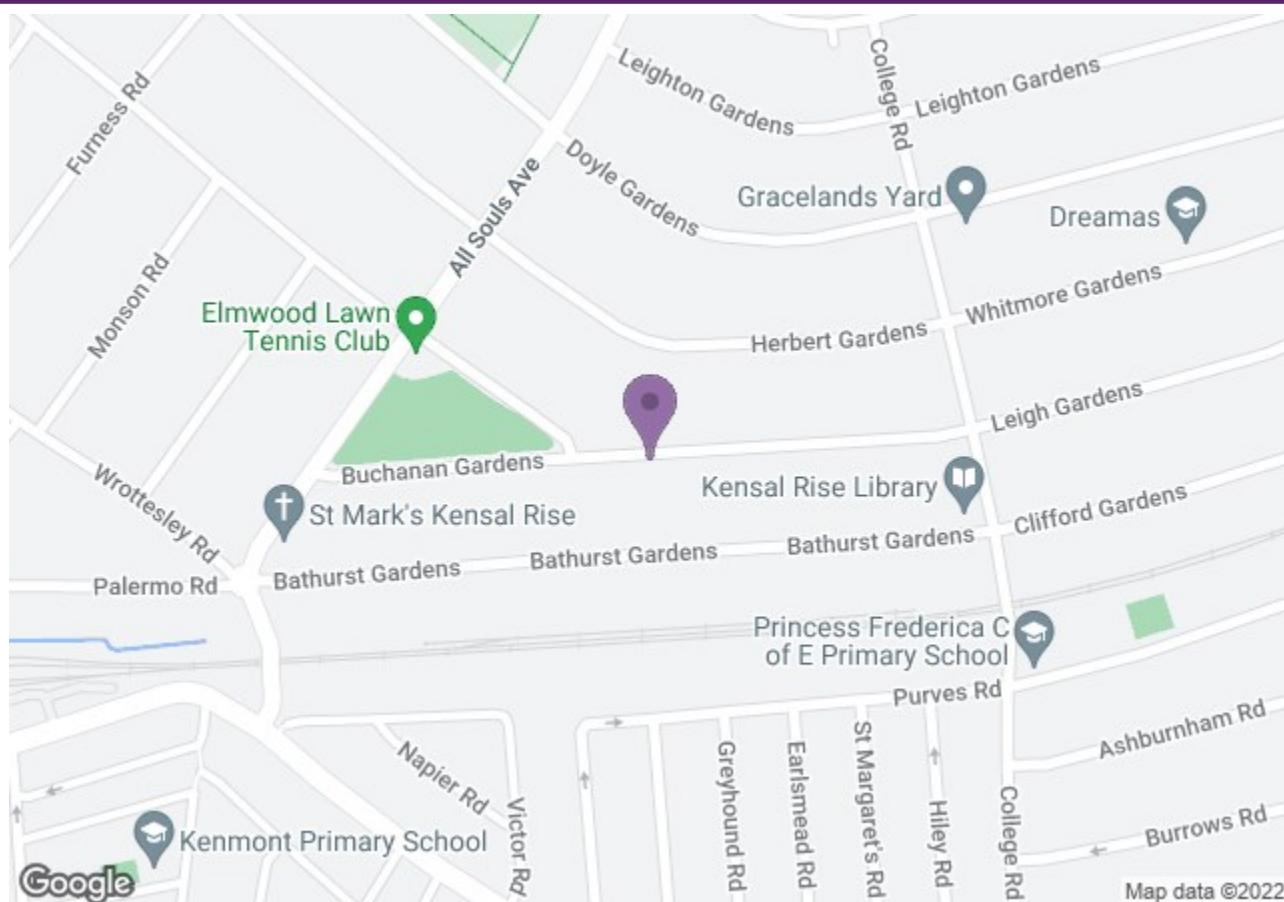 Furness Rd
Leighton Gardens
College Rd
Leighton Gardens
Doyle Gardens
Gracelands Yard
Dreamas
All Souls Ave
Monson Rd
Elmwood Lawn
Tennis Club
Whitmore Gardens
Herbert Gardens
Leigh Gardens
Buchanan Gardens
Wrottesley Rd
Kensal Rise Library
St Mark's Kensal Rise
Clifford Gardens
Bathurst Gardens
Bathurst Gardens
Bathurst Gardens
Palermo Rd
Princess Frederica C
of E Primary School
Purves Rd
Ashburnham Rd
Napier Rd
Victor Rd
Greyhound Rd
Earlsmead Rd
St Margaret's Rd
Hiley Rd
College Rd
Burrows Rd
Kenmont Primary School
Google
Map data ©2022